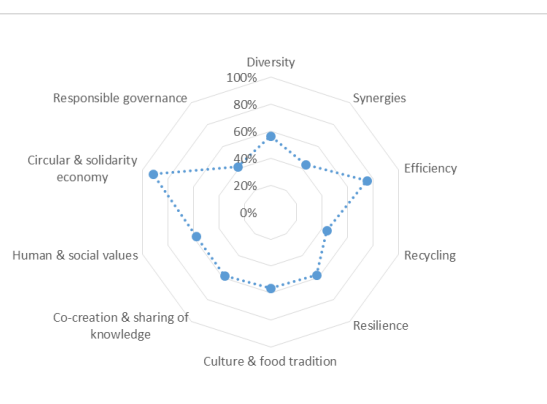 Diversity
100%
Responsible governance
Synergies
80%
60%
Circular & solidarity
economy
40%
Efficiency
20%
0%
Human & social values
Recycling
Co-creation & sharing of
knowledge
Resilience
Culture & food tradition